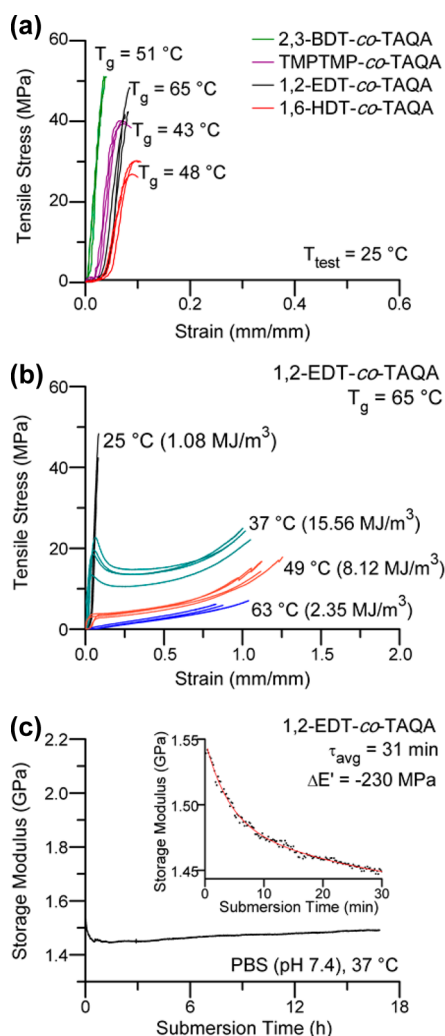 (a)
60
40
20
0
Tensile Stress (MPa)
T_g = 51 °C
T_g = 65 °C
T_g = 43 °C
T_g = 48 °C
2,3-BDT-co-TAQA
TMPTMP-co-TAQA
1,2-EDT-co-TAQA
1,6-HDT-co-TAQA
T_test = 25 °C
0.0 0.2 0.4 0.6
Strain (mm/mm)
(b)
1,2-EDT-co-TAQA
T_g = 65 °C
60
40
20
0
Tensile Stress (MPa)
25 °C (1.08 MJ/m³)
37 °C (15.56 MJ/m³)
49 °C (8.12 MJ/m³)
63 °C (2.35 MJ/m³)
0.0 0.5 1.0 1.5 2.0
Strain (mm/mm)
(c)
1,2-EDT-co-TAQA
τ_avg = 31 min
ΔE' = -230 MPa
2.2
2.0
1.8
1.6
1.4
Storage Modulus (GPa)
1.55
1.50
1.45
Storage Modulus (GPa)
0 10 20 30
Submersion Time (min)
PBS (pH 7.4), 37 °C
0 6 12 18
Submersion Time (h)